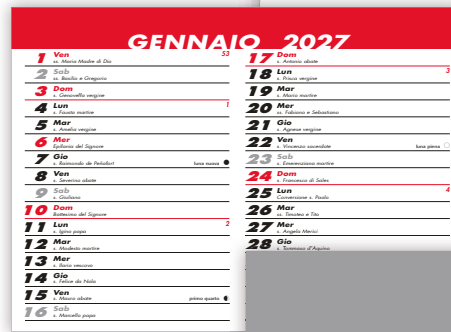 GENNAIO 2027
1 Ven 53
ss. Maria Madre di Dio
2 Sab
ss. Basilio e Gregorio
3 Dom
s. Genoveffa vergine
4 Lun 1
s. Fausta martire
5 Mar
s. Amelia vergine
6 Mer
Epifania del Signore
7 Gio
s. Raimondo de Peñafort luna nuova
8 Ven
s. Severino abate
9 Sab
s. Giuliano
10 Dom
Battesimo del Signore
11 Lun 2
s. Igino papa
12 Mar
s. Modesto martire
13 Mer
s. Ilario vescovo
14 Gio
s. Felice da Nola
15 Ven
s. Mauro abate primo quarto
16 Sab
s. Marcello papa
17 Dom
s. Antonio abate
18 Lun 3
s. Prisca vergine
19 Mar
s. Mario martire
20 Mer
ss. Fabiano e Sebastiano
21 Gio
s. Agnese vergine
22 Ven
s. Vincenzo sacerdote luna piena
23 Sab
s. Emerenziana martire
24 Dom
s. Francesco di Sales
25 Lun 4
Conversione s. Paolo
26 Mar
ss. Timoteo e Tito
27 Mer
s. Angela Merici
28 Gio
s. Tommaso d'Aquino